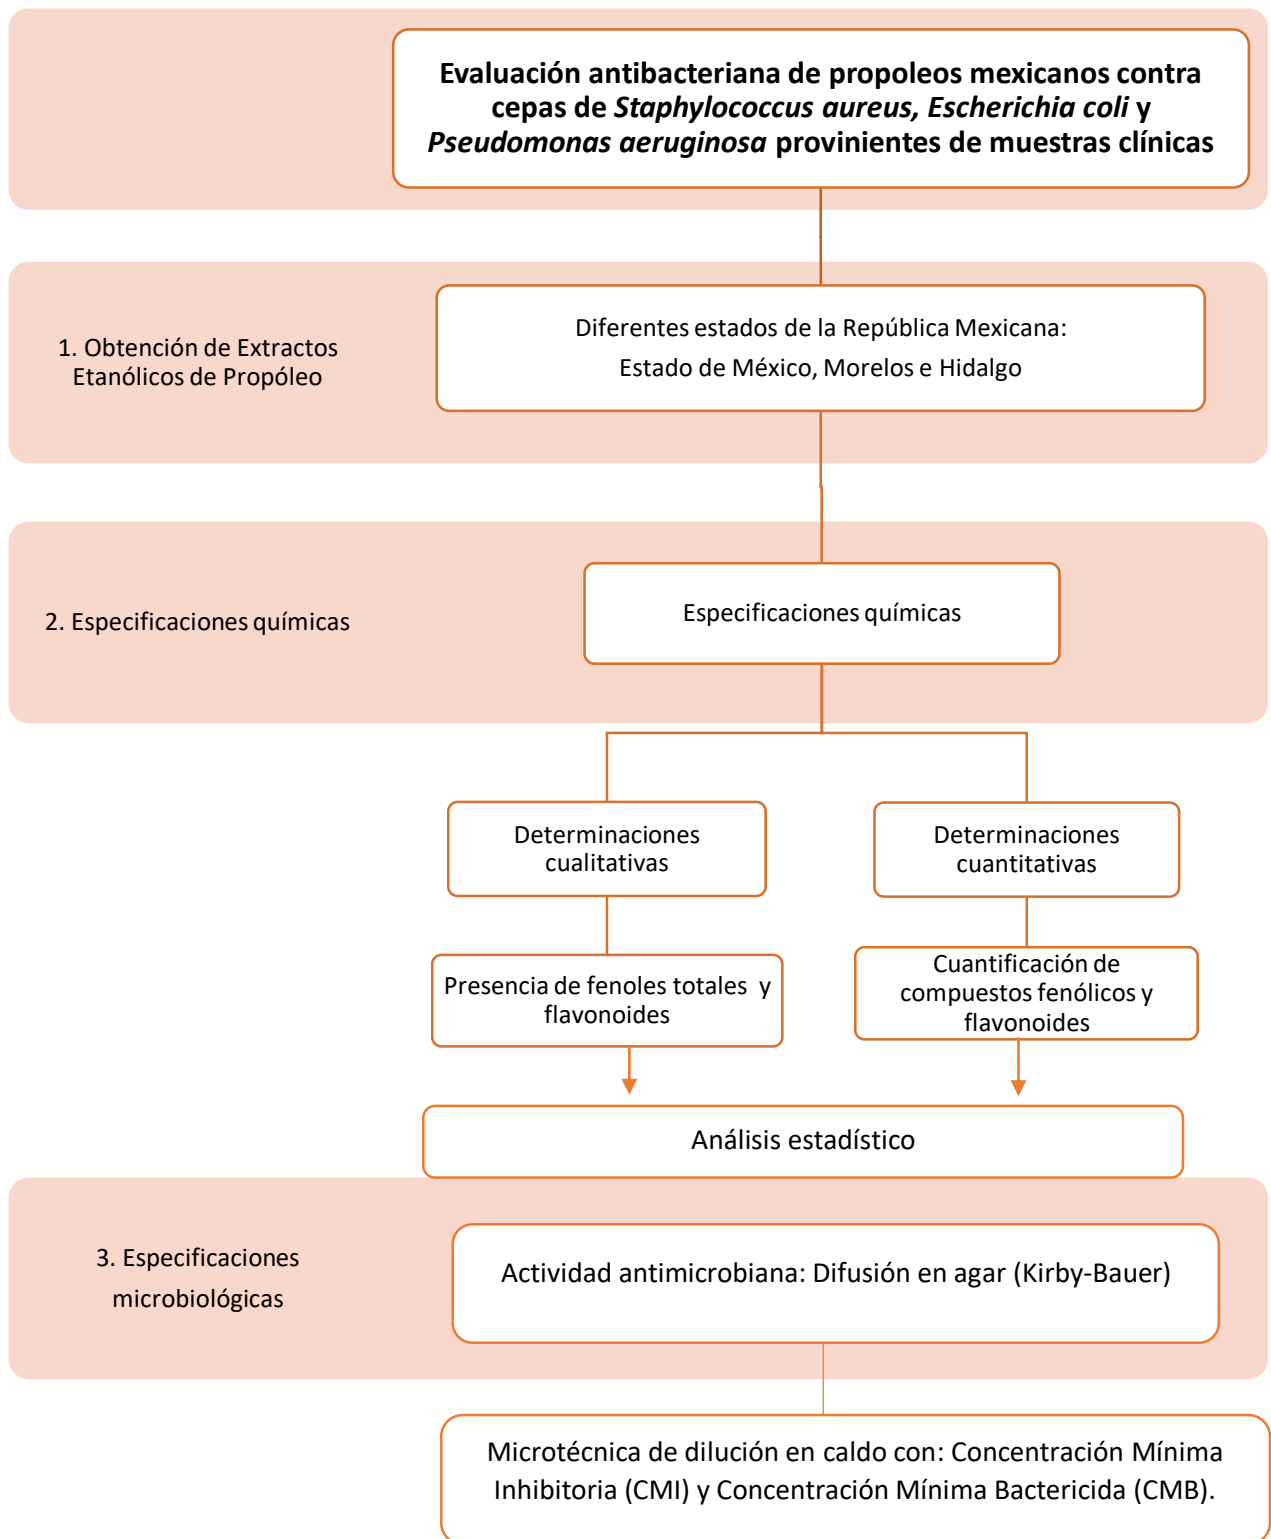 Evaluación antibacteriana de propoleos mexicanos contra
cepas de Staphylococcus aureus, Escherichia coli y
Pseudomonas aeruginosa provinientes de muestras clínicas
1. Obtención de Extractos
Etanólicos de Propóleo
Diferentes estados de la República Mexicana:
Estado de México, Morelos e Hidalgo
2. Especificaciones químicas
Especificaciones químicas
Determinaciones
cualitativas
Determinaciones
cuantitativas
Presencia de fenoles totales y
flavonoides
Cuantificación de
compuestos fenólicos y
flavonoides
Análisis estadístico
3. Especificaciones
microbiológicas
Actividad antimicrobiana: Difusión en agar (Kirby-Bauer)
Microtécnica de dilución en caldo con: Concentración Mínima
Inhibitoria (CMI) y Concentración Mínima Bactericida (CMB).